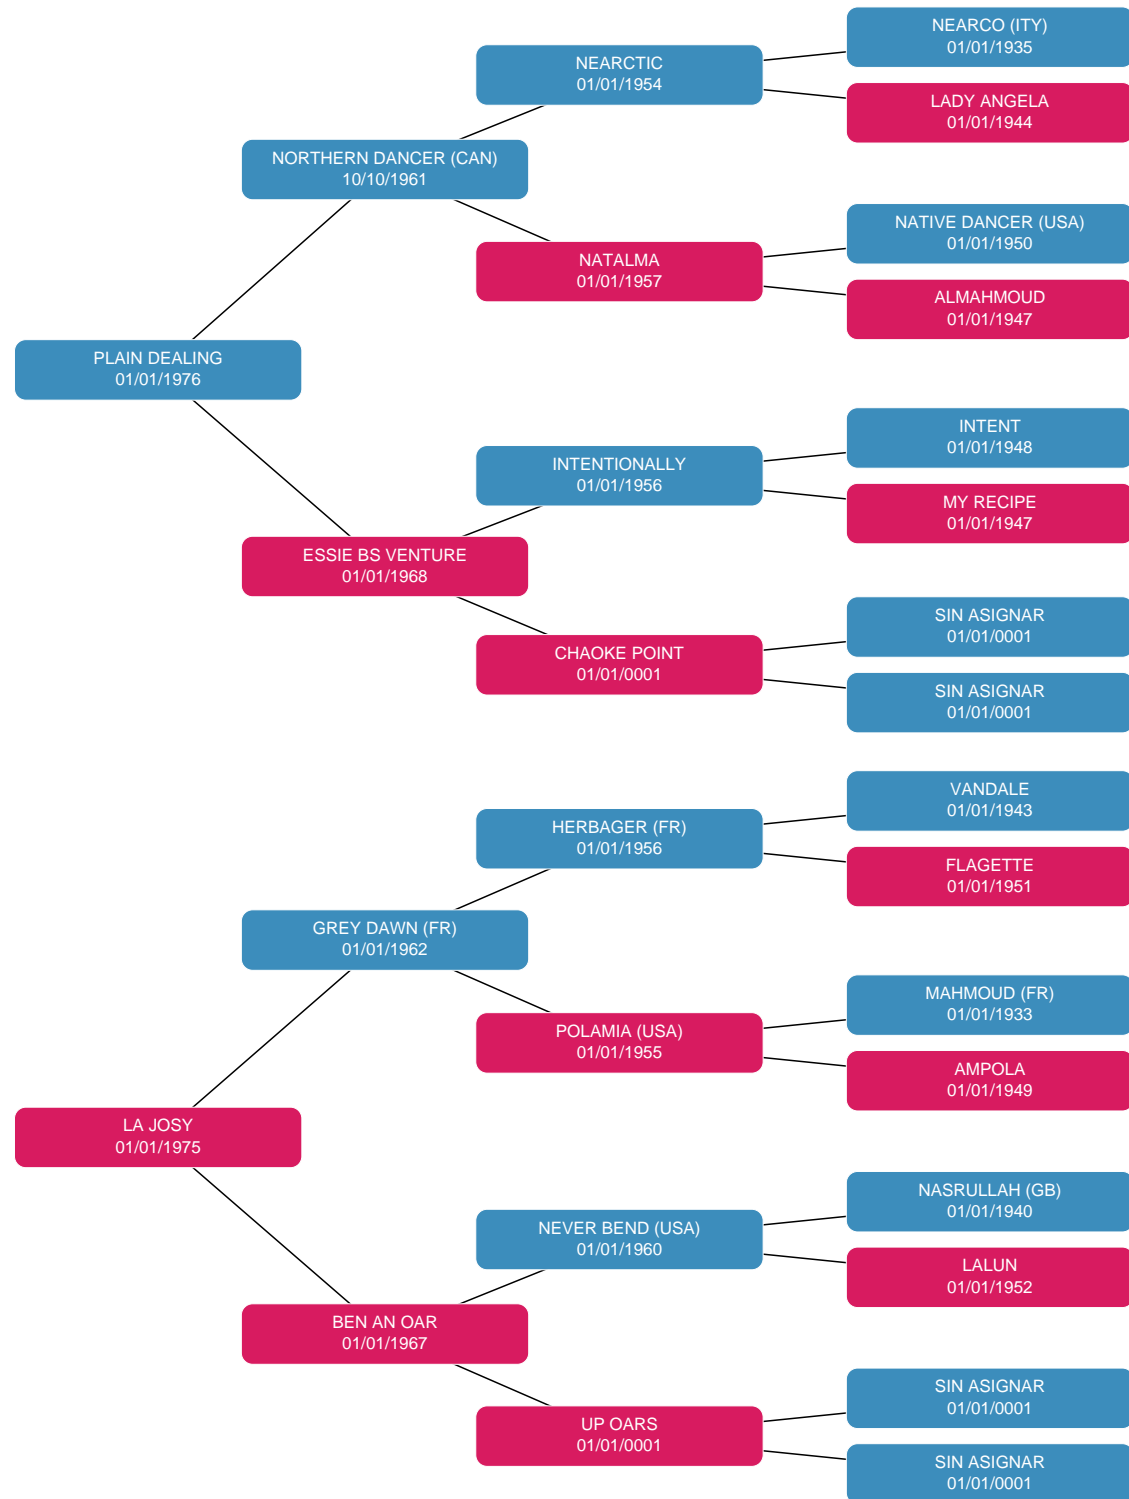 NEARCO (ITY)
01/01/1935
NEARCTIC
01/01/1954
LADY ANGELA
01/01/1944
NORTHERN DANCER (CAN)
10/10/1961
NATIVE DANCER (USA)
01/01/1950
NATALMA
01/01/1957
ALMAHMOUD
01/01/1947
PLAIN DEALING
01/01/1976
INTENT
01/01/1948
INTENTIONALLY
01/01/1956
MY RECIPE
01/01/1947
ESSIE BS VENTURE
01/01/1968
SIN ASIGNAR
01/01/0001
CHAOKE POINT
01/01/0001
SIN ASIGNAR
01/01/0001
VANDALE
01/01/1943
HERBAGER (FR)
01/01/1956
FLAGETTE
01/01/1951
GREY DAWN (FR)
01/01/1962
MAHMOUD (FR)
01/01/1933
POLAMIA (USA)
01/01/1955
AMPOLA
01/01/1949
LA JOSY
01/01/1975
NASRULLAH (GB)
01/01/1940
NEVER BEND (USA)
01/01/1960
LALUN
01/01/1952
BEN AN OAR
01/01/1967
SIN ASIGNAR
01/01/0001
UP OARS
01/01/0001
SIN ASIGNAR
01/01/0001